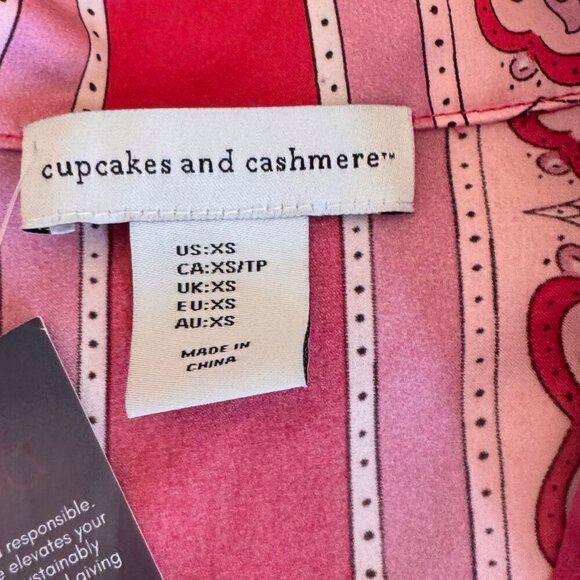 cupcakes and cashmere™
US:XS
CA:XS/TP
UK:XS
EU:XS
AU:XS
MADE IN
CHINA
responsible.
elevates your
giving